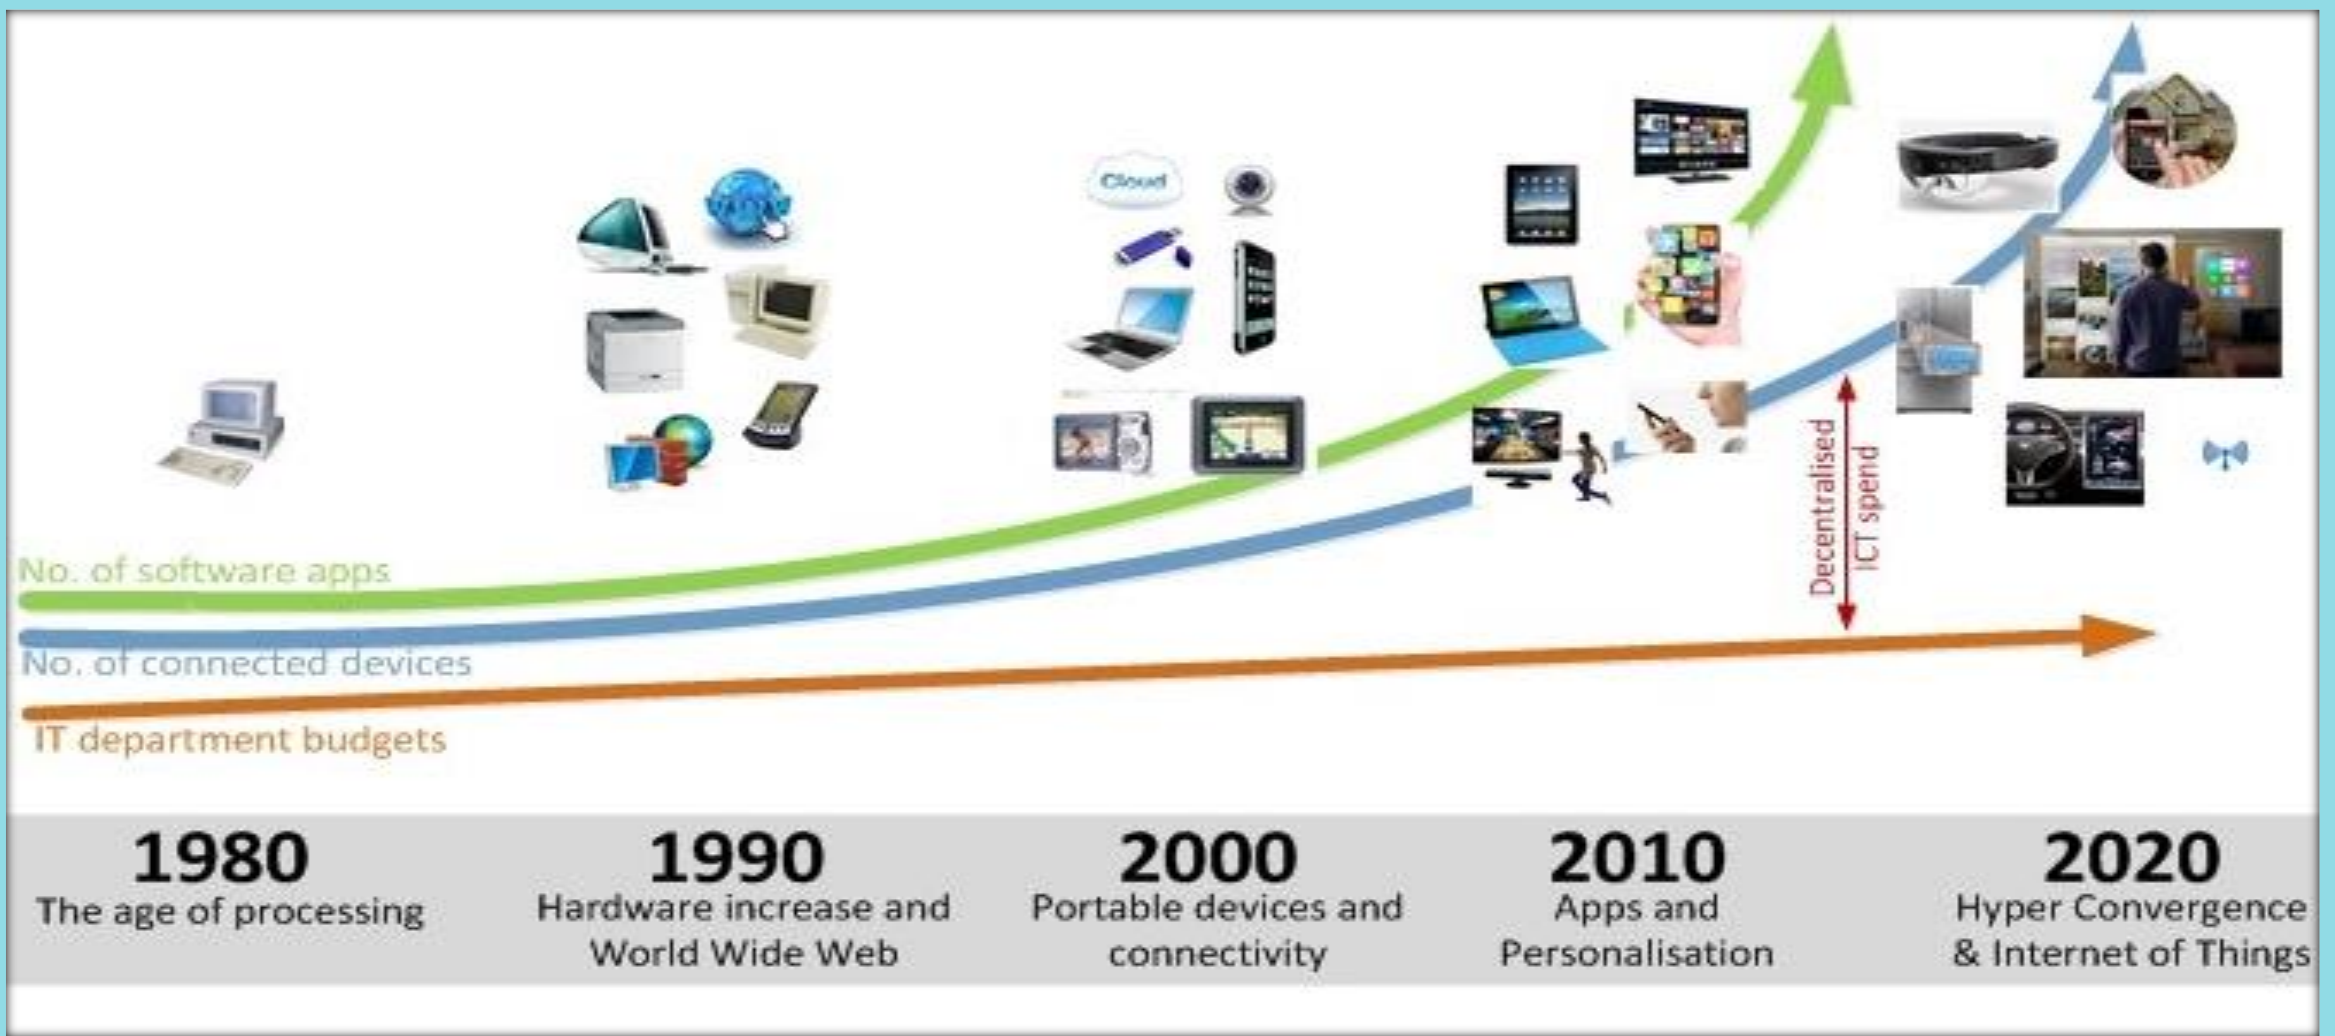 Cloud
No. of software apps
No. of connected devices
IT department budgets
Decentralised
ICT spend
1980
The age of processing
1990
Hardware increase and
World Wide Web
2000
Portable devices and
connectivity
2010
Apps and
Personalisation
2020
Hyper Convergence
& Internet of Things